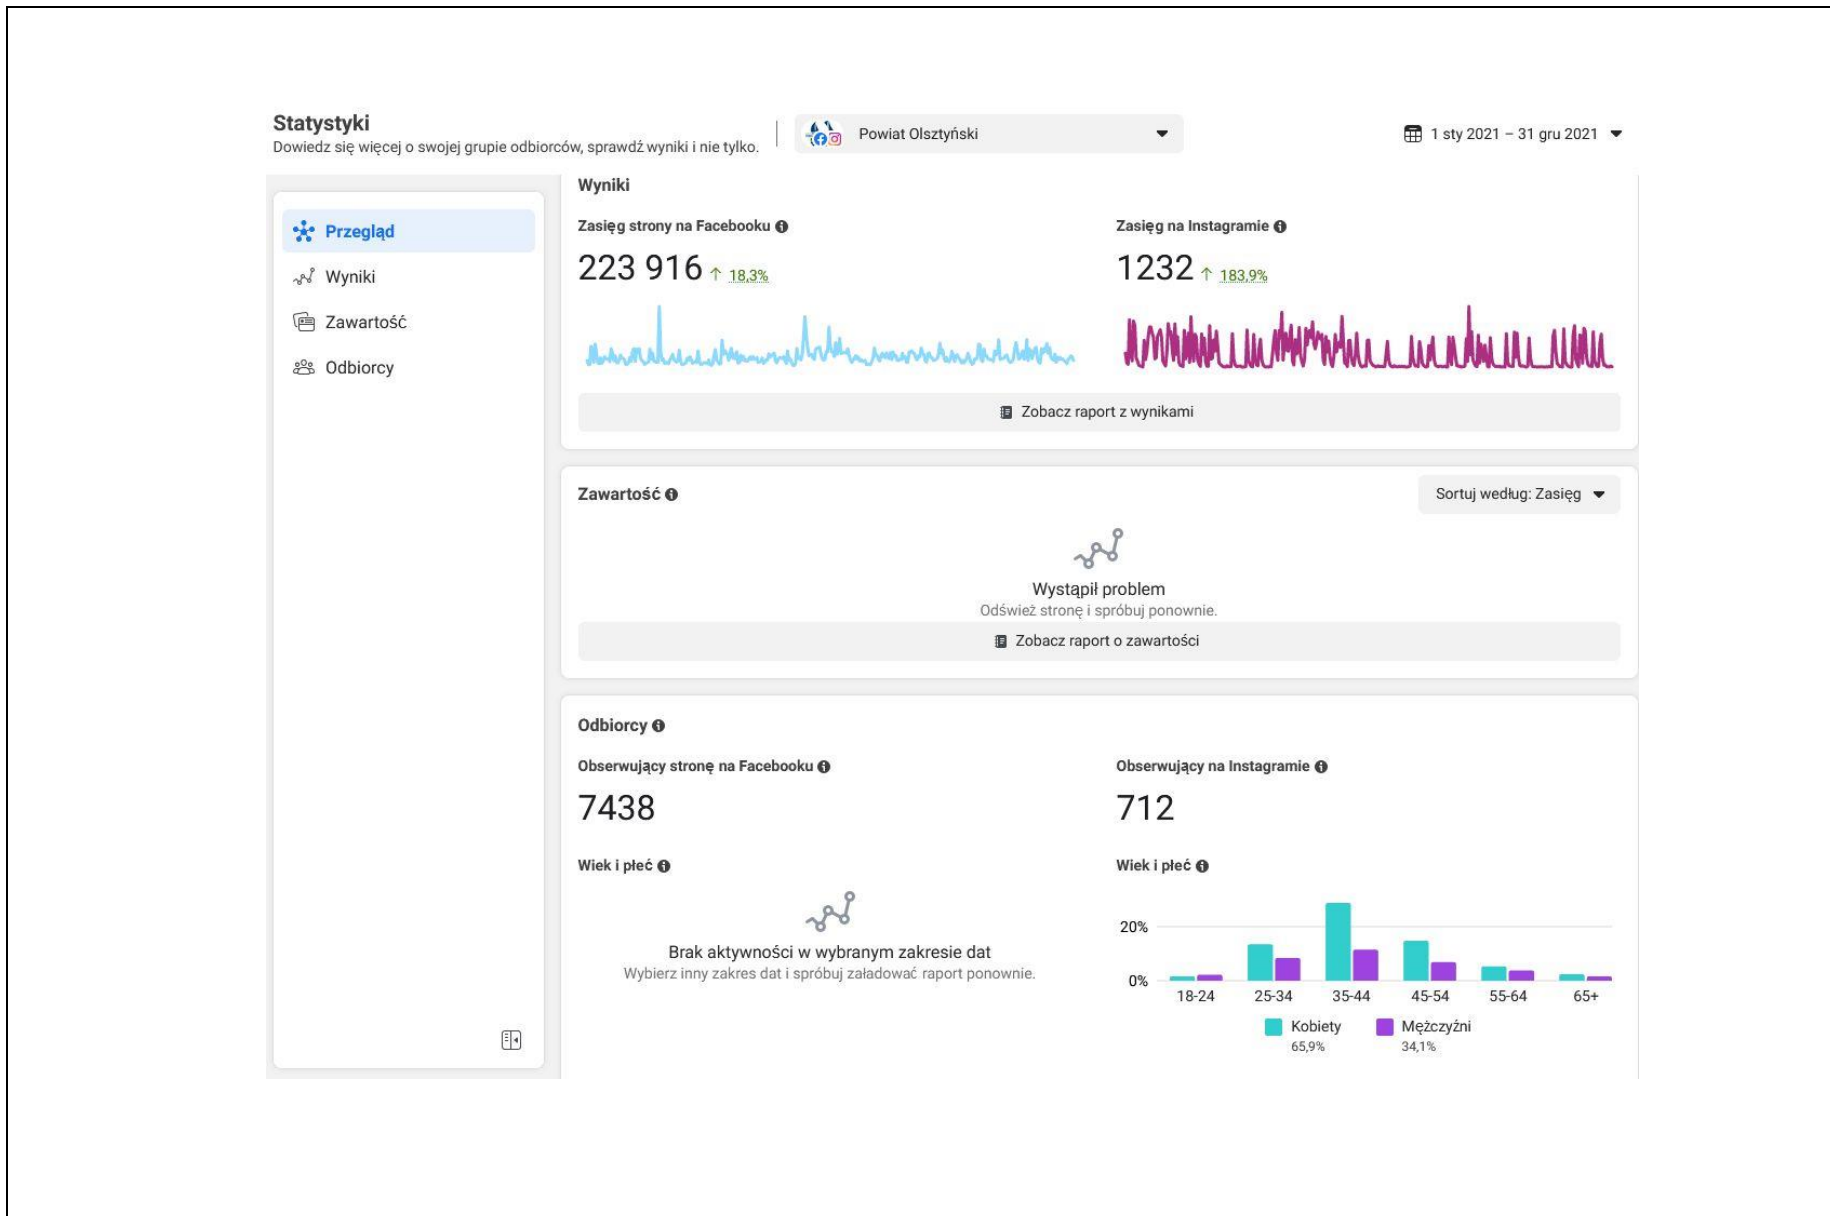 Statystyki
Dowiedz się więcej o swojej grupie odbiorców, sprawdź wyniki i nie tylko.
Powiat Olsztyński
1 sty 2021 – 31 gru 2021
Przegląd
Wyniki
Zawartość
Odbiorcy
Wyniki
Zasięg strony na Facebooku
223 916 ↑ 18,3%
Zasięg na Instagramie
1232 ↑ 183,9%
Zobacz raport z wynikami
Zawartość
Sortuj według: Zasięg
Wystąpił problem
Odśwież stronę i spróbuj ponownie.
Zobacz raport o zawartości
Odbiorcy
Obserwujący stronę na Facebooku
7438
Wiek i płeć
Brak aktywności w wybranym zakresie dat
Wybierz inny zakres dat i spróbuj załadować raport ponownie.
Obserwujący na Instagramie
712
Wiek i płeć
20%
0%
18-24 25-34 35-44 45-54 55-64 65+
Kobiety
65,9%
Mężczyźni
34,1%